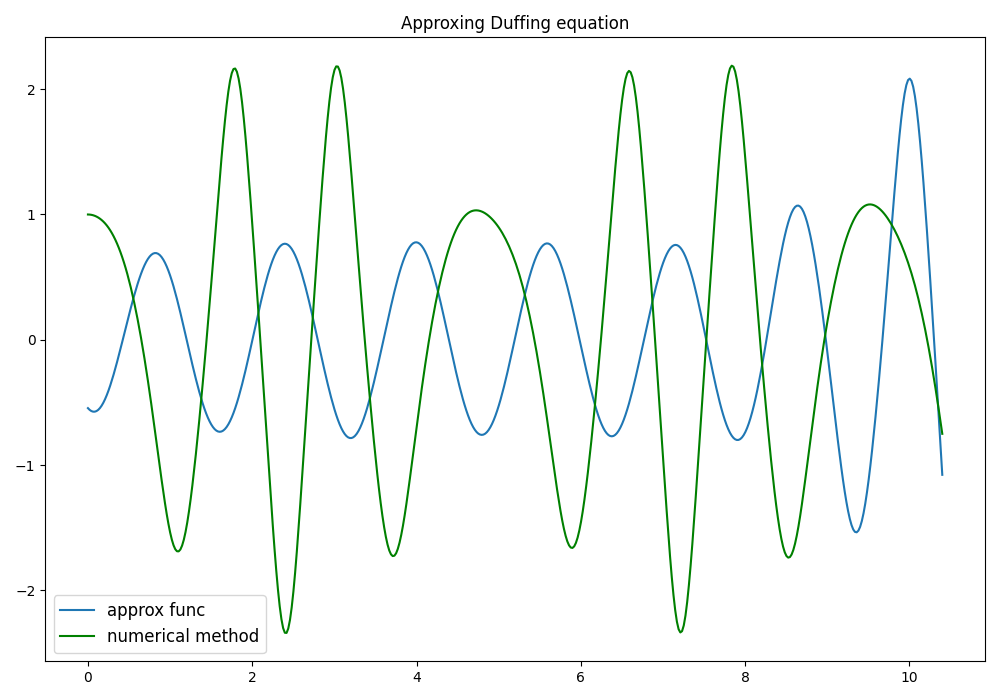 Approxing Duffing equation
2
1
0
−1
−2
approx func
numerical method
0 2 4 6 8 10